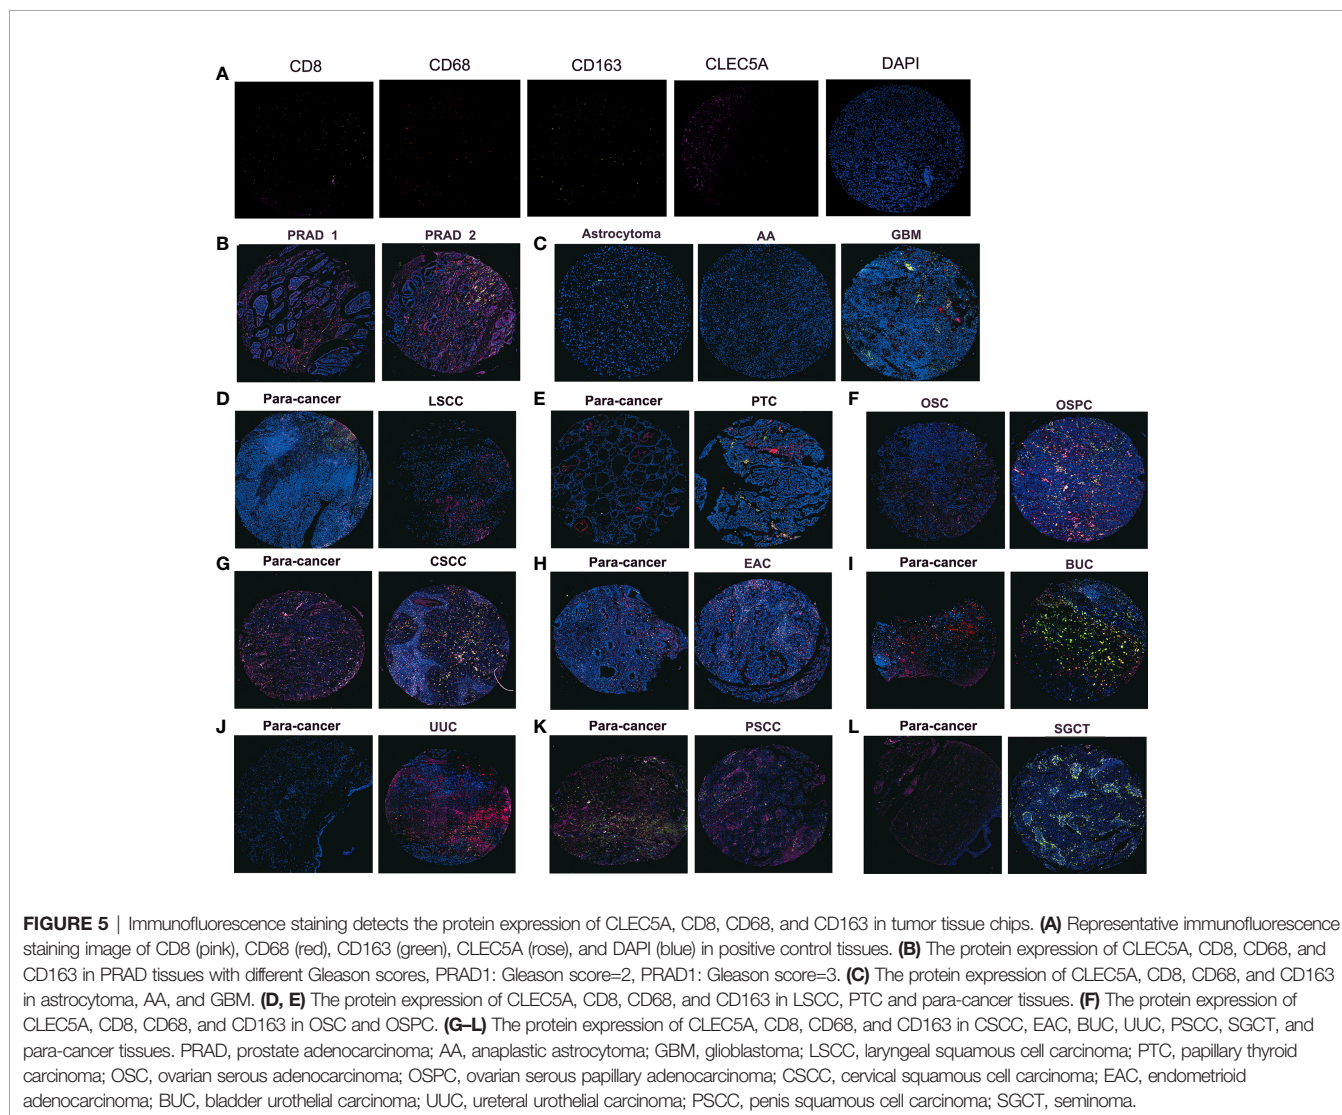 A CD8 CD68 CD163 CLEC5A DAPI
B PRAD 1 PRAD 2 C Astrocytoma AA GBM
D Para-cancer LSCC E Para-cancer PTC F OSC OSPC
G Para-cancer CSCC H Para-cancer EAC I Para-cancer BUC
J Para-cancer UUC K Para-cancer PSCC L Para-cancer SGCT
FIGURE 5 | Immunofluorescence staining detects the protein expression of CLEC5A, CD8, CD68, and CD163 in tumor tissue chips. (A) Representative immunofluorescence
staining image of CD8 (pink), CD68 (red), CD163 (green), CLEC5A (rose), and DAPI (blue) in positive control tissues. (B) The protein expression of CLEC5A, CD8, CD68, and
CD163 in PRAD tissues with different Gleason scores, PRAD1: Gleason score=2, PRAD1: Gleason score=3. (C) The protein expression of CLEC5A, CD8, CD68, and CD163
in astrocytoma, AA, and GBM. (D, E) The protein expression of CLEC5A, CD8, CD68, and CD163 in LSCC, PTC and para-cancer tissues. (F) The protein expression of
CLEC5A, CD8, CD68, and CD163 in OSC and OSPC. (G–L) The protein expression of CLEC5A, CD8, CD68, and CD163 in CSCC, EAC, BUC, UUC, PSCC, SGCT, and
para-cancer tissues. PRAD, prostate adenocarcinoma; AA, anaplastic astrocytoma; GBM, glioblastoma; LSCC, laryngeal squamous cell carcinoma; PTC, papillary thyroid
carcinoma; OSC, ovarian serous adenocarcinoma; OSPC, ovarian serous papillary adenocarcinoma; CSCC, cervical squamous cell carcinoma; EAC, endometrioid
adenocarcinoma; BUC, bladder urothelial carcinoma; UUC, ureteral urothelial carcinoma; PSCC, penis squamous cell carcinoma; SGCT, seminoma.